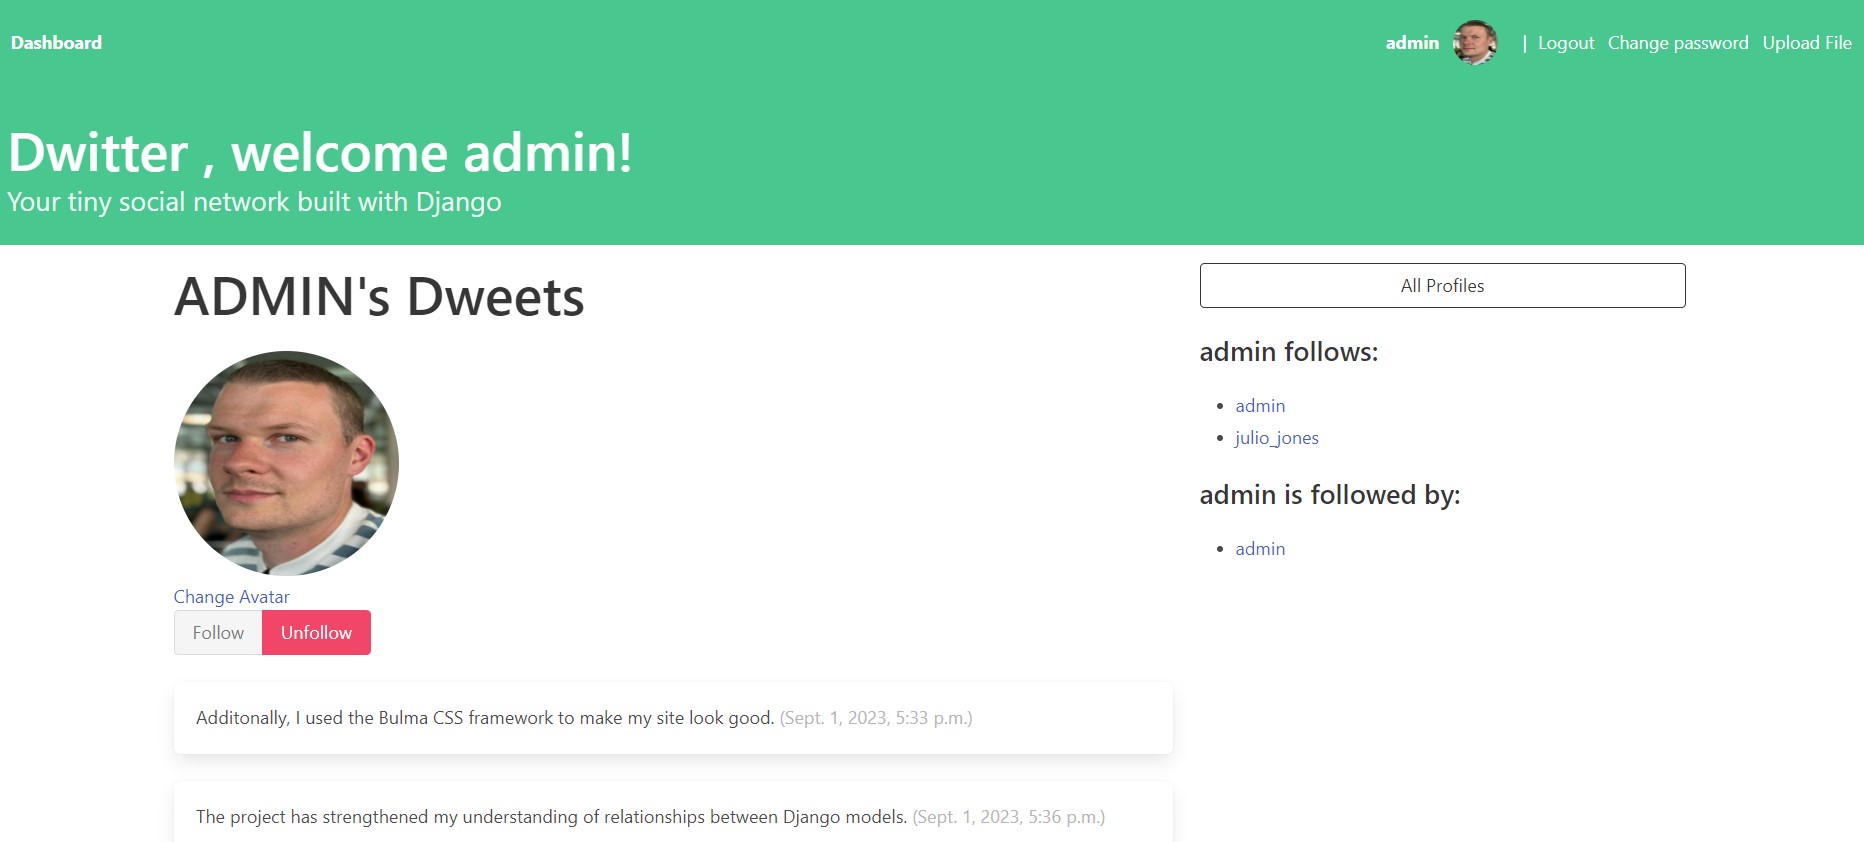 Dashboard
admin | Logout Change password Upload File
Dwitter , welcome admin!
Your tiny social network built with Django
ADMIN's Dweets
Change Avatar
Follow Unfollow
Additonally, I used the Bulma CSS framework to make my site look good. (Sept. 1, 2023, 5:33 p.m.)
The project has strengthened my understanding of relationships between Django models. (Sept. 1, 2023, 5:36 p.m.)
All Profiles
admin follows:
admin
julio_jones
admin is followed by:
admin